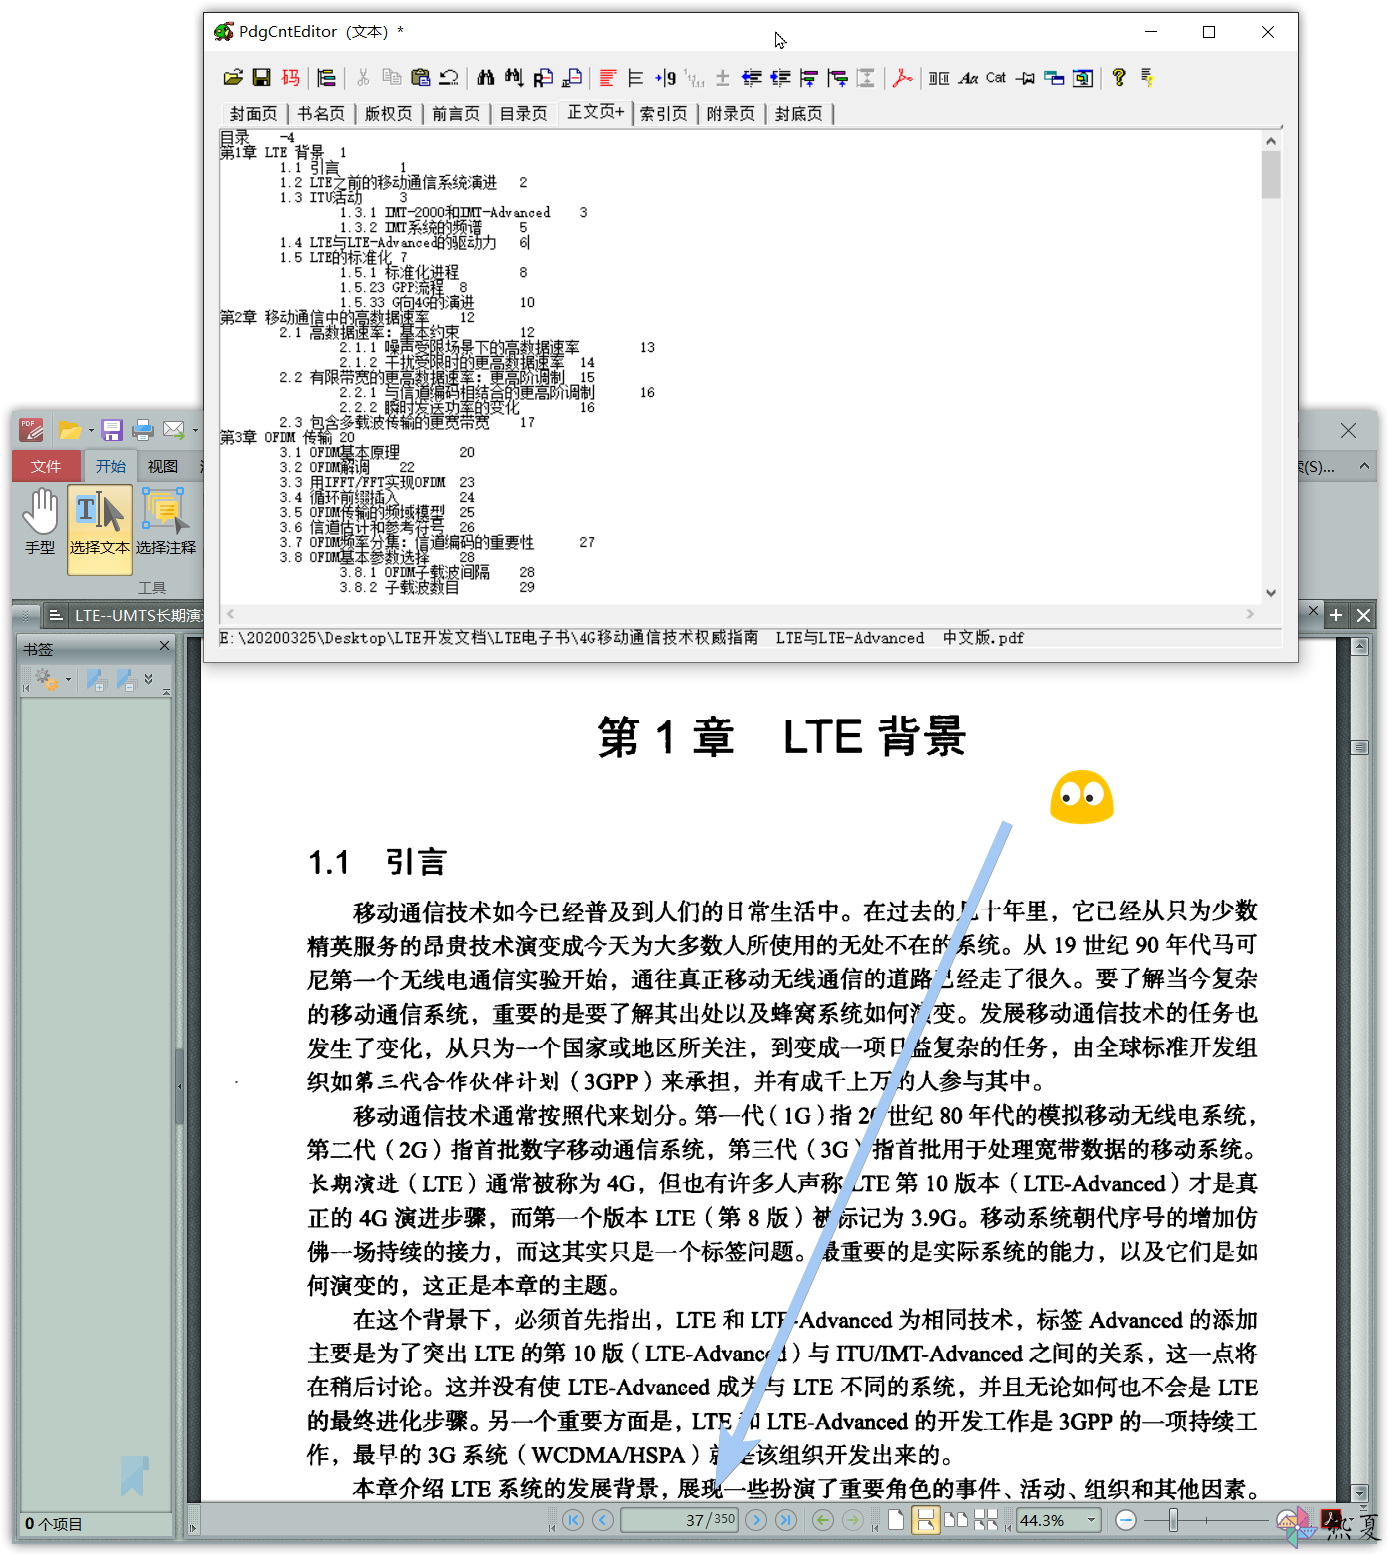 PdgCntEditor（文本） *
码
Cat
封面页 书名页 版权页 前言页 目录页 正文页+ 索引页 附录页 封底页
目录 -4
第1章 LTE 背景 1
1.1 引言 1
1.2 LTE之前的移动通信系统演进 2
1.3 ITU活动 3
1.3.1 IMT-2000和IMT-Advanced 3
1.3.2 IMT系统的频谱 5
1.4 LTE与LTE-Advanced的驱动力 6
1.5 LTE的标准化 7
1.5.1 标准化进程 8
1.5.23 GPP流程 8
1.5.33 G向4G的演进 10
第2章 移动通信中的高数据速率 12
2.1 高数据速率：基本约束 12
2.1.1 噪声受限场景下的高数据速率 13
2.1.2 干扰受限时的更高数据速率 14
2.2 有限带宽的更高数据速率：更高阶调制 15
2.2.1 与信道编码相结合的更高阶调制 16
2.2.2 瞬时发送功率的变化 16
2.3 包含多载波传输的更宽带宽 17
第3章 OFDM 传输 20
3.1 OFDM基本原理 20
3.2 OFDM解调 22
3.3 用IFFT/FFT实现OFDM 23
3.4 循环前缀插入 24
3.5 OFDM传输的频域模型 25
3.6 信道估计和参考符号 26
3.7 OFDM频率分集：信道编码的重要性 27
3.8 OFDM基本参数选择 28
3.8.1 OFDM子载波间隔 28
3.8.2 子载波数目 29
E:\20200325\Desktop\LTE开发文档\LTE电子书\4G移动通信技术权威指南 LTE与LTE-Advanced 中文版.pdf
文件 开始 视图
(S)...
手型 选择文本 选择注释
工具
LTE--UMTS长期演
书签
第 1 章 LTE 背景
1.1 引言
移动通信技术如今已经普及到人们的日常生活中。在过去的几十年里，它已经从只为少数
精英服务的昂贵技术演变成今天为大多数人所使用的无处不在的系统。从 19 世纪 90 年代马可
尼第一个无线电通信实验开始，通往真正移动无线通信的道路已经走了很久。要了解当今复杂
的移动通信系统，重要的是要了解其出处以及蜂窝系统如何演变。发展移动通信技术的任务也
发生了变化，从只为一个国家或地区所关注，到变成一项日益复杂的任务，由全球标准开发组
织如第三代合作伙伴计划（3GPP）来承担，并有成千上万的人参与其中。
移动通信技术通常按照代来划分。第一代（1G）指 20 世纪 80 年代的模拟移动无线电系统，
第二代（2G）指首批数字移动通信系统，第三代（3G）指首批用于处理宽带数据的移动系统。
长期演进（LTE）通常被称为 4G，但也有许多人声称 LTE 第 10 版本（LTE-Advanced）才是真
正的 4G 演进步骤，而第一个版本 LTE（第 8 版）被标记为 3.9G。移动系统朝代序号的增加仿
佛一场持续的接力，而这其实只是一个标签问题。最重要的是实际系统的能力，以及它们是如
何演变的，这正是本章的主题。
在这个背景下，必须首先指出，LTE 和 LTE-Advanced 为相同技术，标签 Advanced 的添加
主要是为了突出 LTE 的第 10 版（LTE-Advanced）与 ITU/IMT-Advanced 之间的关系，这一点将
在稍后讨论。这并没有使 LTE-Advanced 成为与 LTE 不同的系统，并且无论如何也不会是 LTE
的最终进化步骤。另一个重要方面是，LTE 和 LTE-Advanced 的开发工作是 3GPP 的一项持续工
作，最早的 3G 系统（WCDMA/HSPA）就是该组织开发出来的。
本章介绍 LTE 系统的发展背景，展现一些扮演了重要角色的事件、活动、组织和其他因素。
0 个项目
37/350
44.3%
热夏